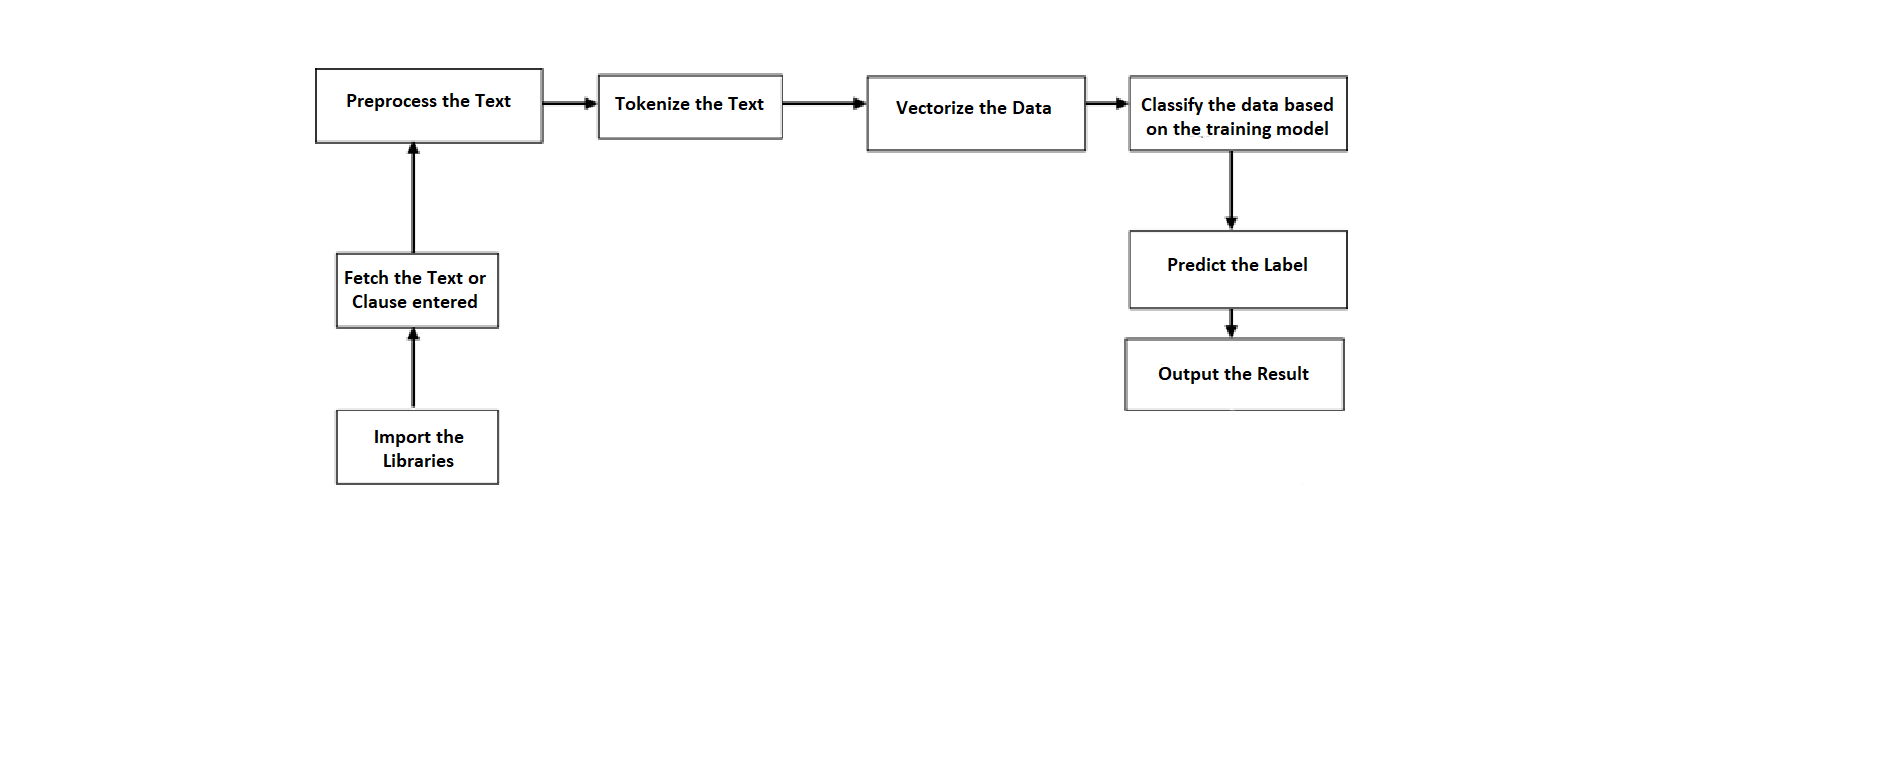 Preprocess the Text
Tokenize the Text
Vectorize the Data
Classify the data based
on the training model
Fetch the Text or
Clause entered
Predict the Label
Output the Result
Import the
Libraries